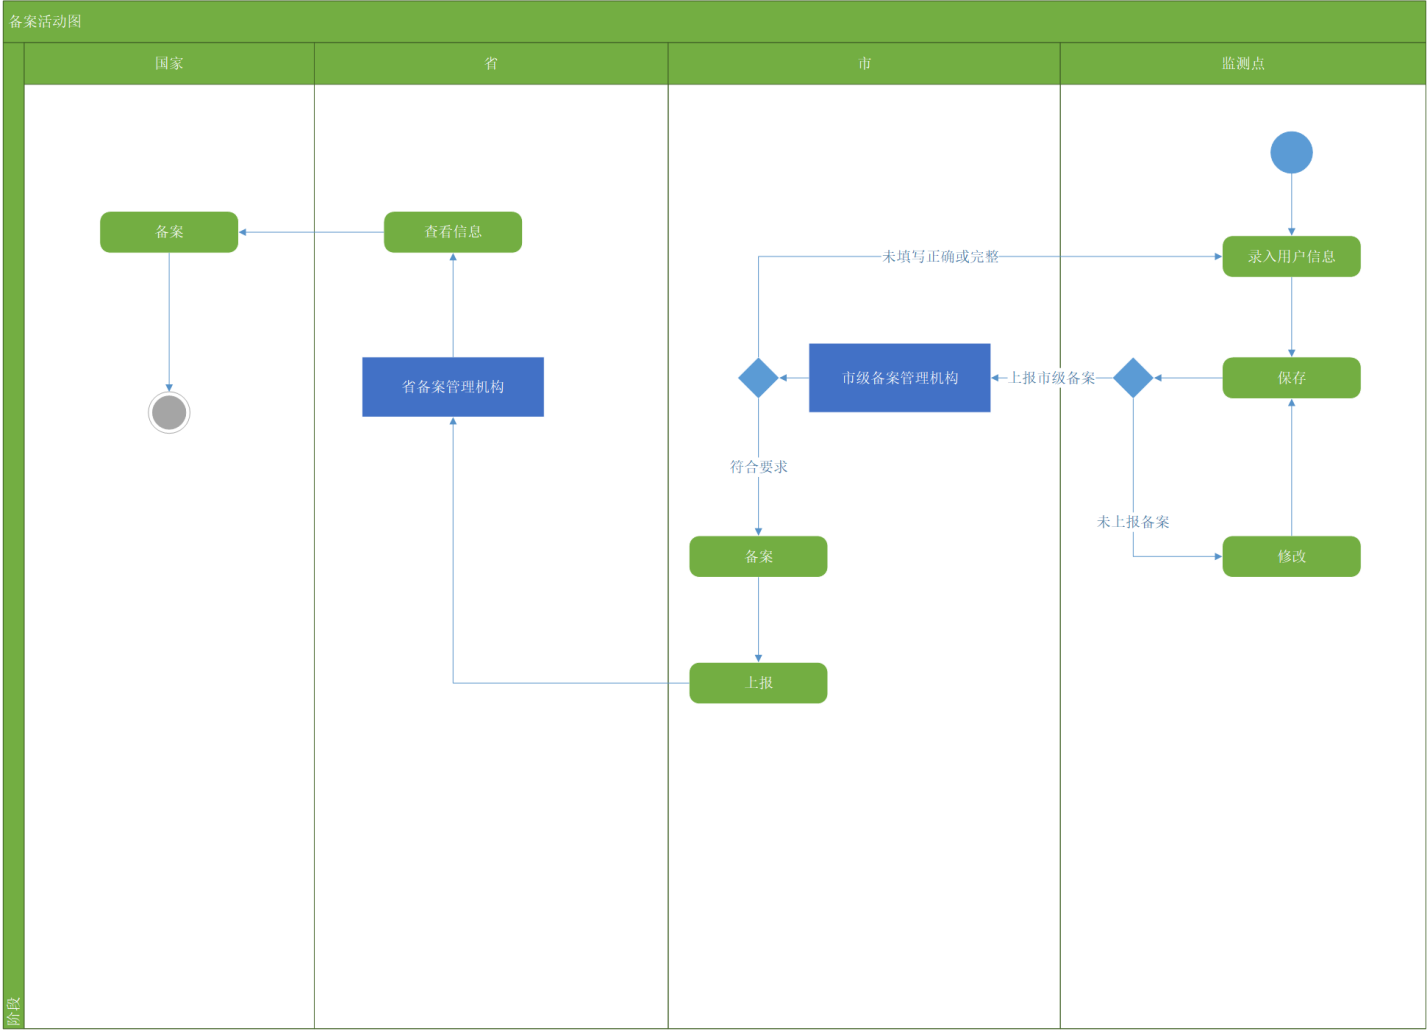 备案活动图
国家
省
市
监测点
备案
查看信息
未填写正确或完整
录入用户信息
省备案管理机构
市级备案管理机构
上报市级备案
保存
符合要求
未上报备案
备案
修改
上报
阶段